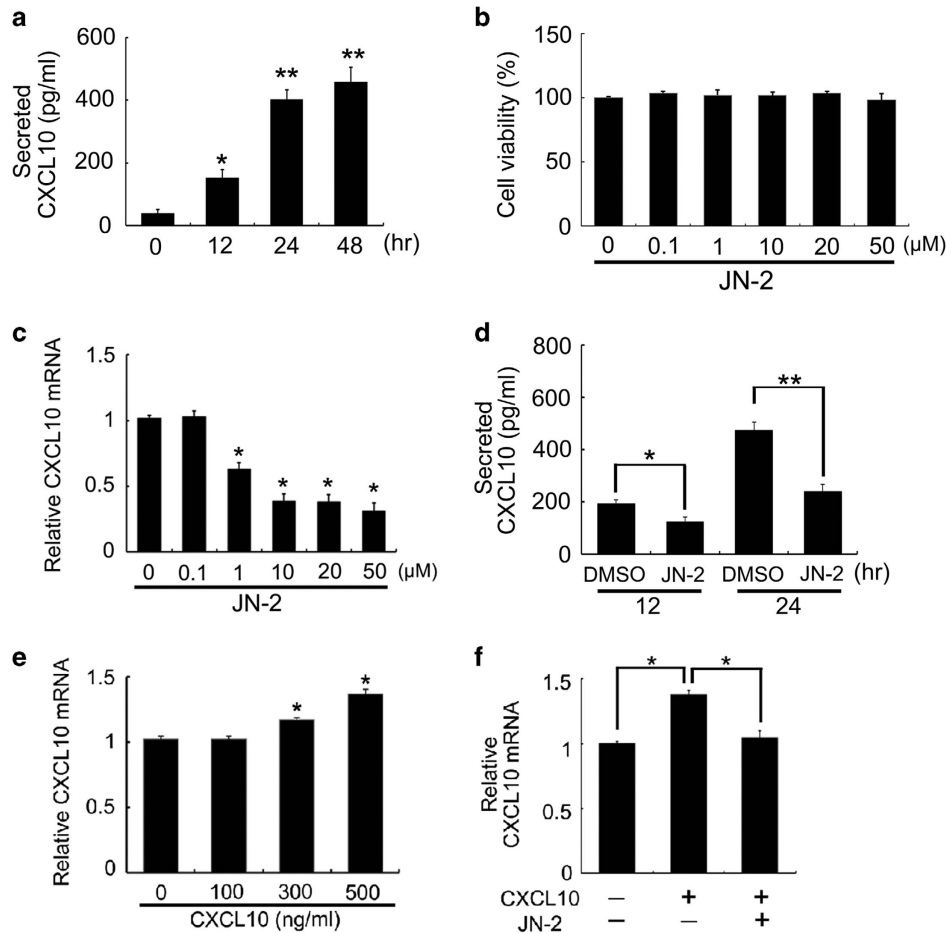 a
Secreted
CXCL10 (pg/ml)
600
400
200
0
*
**
**
0 12 24 48 (hr)
b
Cell viability (%)
150
100
50
0
0 0.1 1 10 20 50 (μM)
JN-2
c
Relative CXCL10 mRNA
1.5
1
0.5
0
* * * *
0 0.1 1 10 20 50 (μM)
JN-2
d
Secreted
CXCL10 (pg/ml)
800
600
400
200
0
*
**
DMSO JN-2 DMSO JN-2 (hr)
12 24
e
Relative CXCL10 mRNA
1.5
1
0.5
0
*
*
0 100 300 500
CXCL10 (ng/ml)
f
Relative
CXCL10 mRNA
1.5
1
0.5
0
* *
CXCL10 – + +
JN-2 – – +